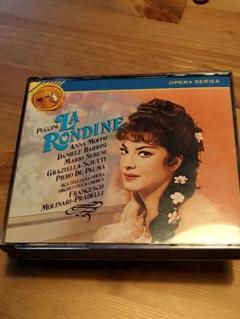 OPERA SERIES
PUCCINI
LA
RONDINE
ANNA MOFFO
DANIELE BARIONI
MARIO SERENI
GRAZIELLA SCIUTTI
PIERO DE PALMA
RCA ITALIANA OPERA
ORCHESTRA & CHORUS
FRANCESCO
MOLINARI-PRADELLI